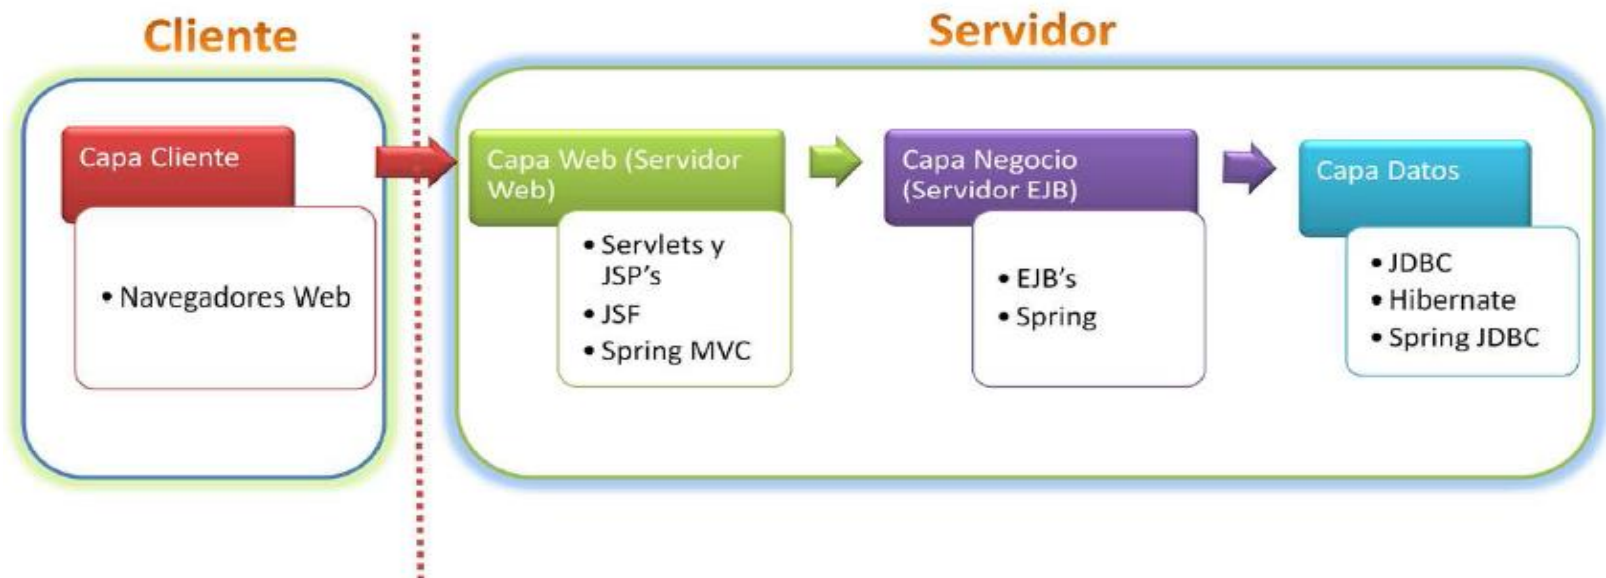 Cliente
Servidor
Capa Cliente
• Navegadores Web
Capa Web (Servidor
Web)
• Servlets y
JSP's
• JSF
• Spring MVC
Capa Negocio
(Servidor EJB)
• EJB's
• Spring
Capa Datos
• JDBC
• Hibernate
• Spring JDBC